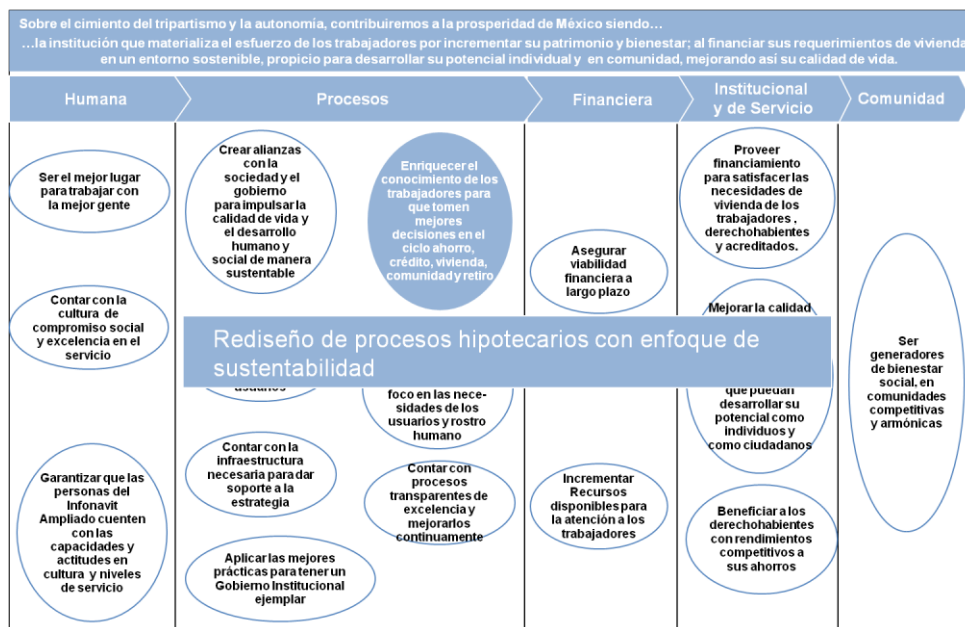 Sobre el cimiento del tripartismo y la autonomía, contribuiremos a la prosperidad de México siendo…
…la institución que materializa el esfuerzo de los trabajadores por incrementar su patrimonio y bienestar; al financiar sus requerimientos de vivienda
en un entorno sostenible, propicio para desarrollar su potencial individual y en comunidad, mejorando así su calidad de vida.
Humana
Procesos
Financiera
Institucional
y de Servicio
Comunidad
Ser el mejor lugar
para trabajar con
la mejor gente
Contar con la
cultura de
compromiso social
y excelencia en el
servicio
Garantizar que las
personas del
Infonavit
Ampliado cuenten
con las
capacidades y
actitudes en
cultura y niveles
de servicio
Crear alianzas
con la
sociedad y el
gobierno
para impulsar la
calidad de vida y
el desarrollo
humano y
social de manera
sustentable
Enriquecer el
conocimiento de los
trabajadores para
que tomen
mejores
decisiones en el
ciclo ahorro,
crédito, vivienda,
comunidad y retiro
Rediseño de procesos hipotecarios con enfoque de
sustentabilidad
usuarios
foco en las nece-
sidades de los
usuarios y rostro
humano
Contar con la
infraestructura
necesaria para dar
soporte a la
estrategia
Contar con
procesos
transparentes de
excelencia y
mejorarlos
continuamente
Aplicar las mejores
prácticas para tener un
Gobierno Institucional
ejemplar
Asegurar
viabilidad
financiera a
largo plazo
Incrementar
Recursos
disponibles para
la atención a los
trabajadores
Proveer
financiamiento
para satisfacer las
necesidades de
vivienda de los
trabajadores ,
derechohabientes
y acreditados.
Mejorar la calidad
que puedan
desarrollar su
potencial como
individuos y
como ciudadanos
Beneficiar a los
derechohabientes
con rendimientos
competitivos a
sus ahorros
Ser
generadores
de bienestar
social, en
comunidades
competitivas
y armónicas